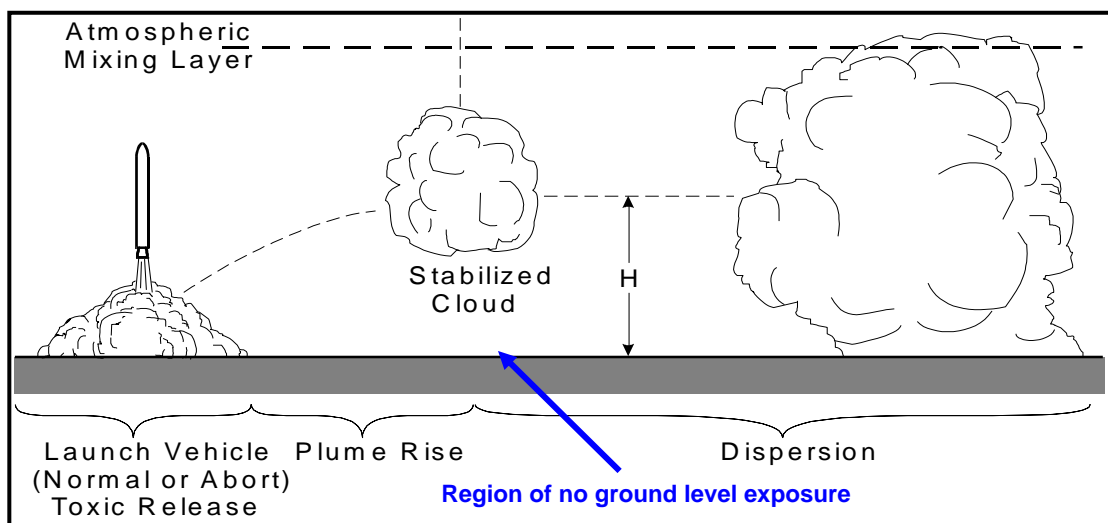 Atmospheric
Mixing Layer
Stabilized
Cloud
H
Launch Vehicle
(Normal or Abort)
Toxic Release
Plume Rise
Dispersion
Region of no ground level exposure